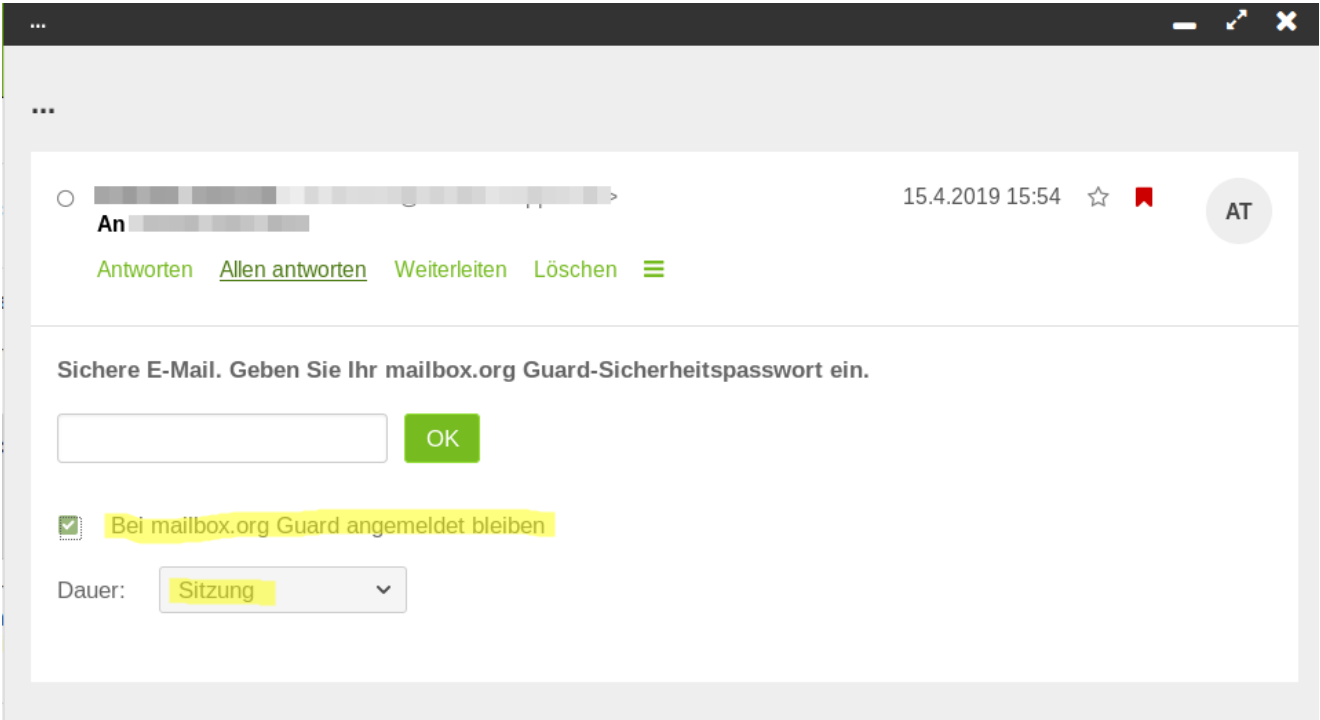 ...
...
15.4.2019 15:54
AT
An
Antworten Allen antworten Weiterleiten Löschen
Sichere E-Mail. Geben Sie Ihr mailbox.org Guard-Sicherheitspasswort ein.
OK
Bei mailbox.org Guard angemeldet bleiben
Dauer: Sitzung